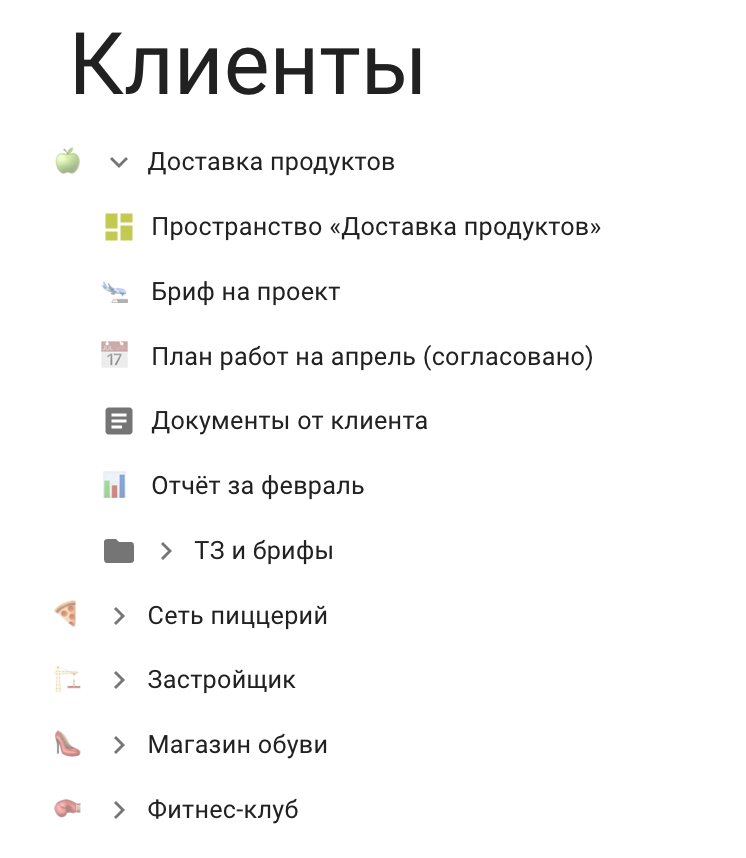 Клиенты
Доставка продуктов
Пространство «Доставка продуктов»
Бриф на проект
17
План работ на апрель (согласовано)
Документы от клиента
Отчёт за февраль
ТЗ и брифы
Сеть пиццерий
Застройщик
Магазин обуви
Фитнес-клуб